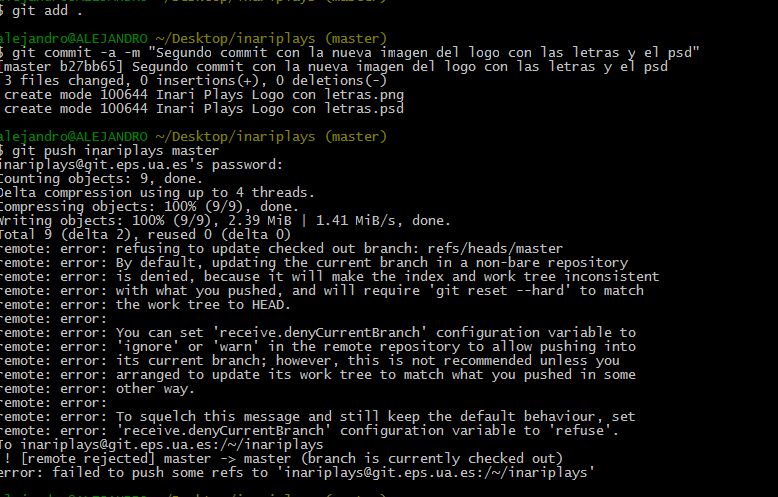 $ git add .
alejandro@ALEJANDRO ~/Desktop/inariplays (master)
$ git commit -a -m "Segundo commit con la nueva imagen del logo con las letras y el psd"
[master b27bb65] Segundo commit con la nueva imagen del logo con las letras y el psd
3 files changed, 0 insertions(+), 0 deletions(-)
create mode 100644 Inari Plays Logo con letras.png
create mode 100644 Inari Plays Logo con letras.psd
alejandro@ALEJANDRO ~/Desktop/inariplays (master)
$ git push inariplays master
inariplays@git.eps.ua.es's password:
Counting objects: 9, done.
Delta compression using up to 4 threads.
Compressing objects: 100% (9/9), done.
Writing objects: 100% (9/9), 2.39 MiB | 1.41 MiB/s, done.
Total 9 (delta 2), reused 0 (delta 0)
remote: error: refusing to update checked out branch: refs/heads/master
remote: error: By default, updating the current branch in a non-bare repository
remote: error: is denied, because it will make the index and work tree inconsistent
remote: error: with what you pushed, and will require 'git reset --hard' to match
remote: error: the work tree to HEAD.
remote: error:
remote: error: You can set 'receive.denyCurrentBranch' configuration variable to
remote: error: 'ignore' or 'warn' in the remote repository to allow pushing into
remote: error: its current branch; however, this is not recommended unless you
remote: error: arranged to update its work tree to match what you pushed in some
remote: error: other way.
remote: error:
remote: error: To squelch this message and still keep the default behaviour, set
remote: error: 'receive.denyCurrentBranch' configuration variable to 'refuse'.
To inariplays@git.eps.ua.es:/~/inariplays
! [remote rejected] master -> master (branch is currently checked out)
error: failed to push some refs to 'inariplays@git.eps.ua.es:/~/inariplays'
alejandro@ALEJANDRO ~/Desktop/inariplays (master)